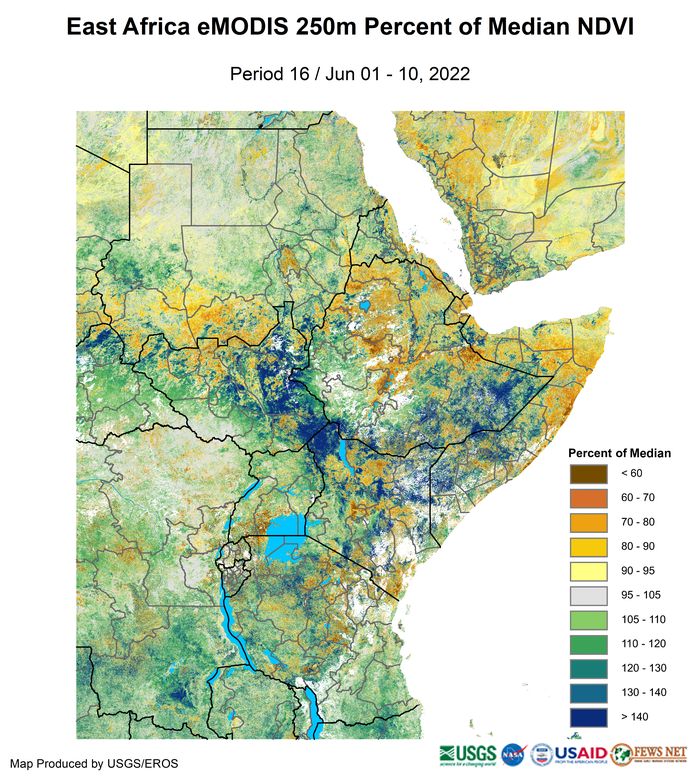 East Africa eMODIS 250m Percent of Median NDVI
Period 16 / Jun 01 - 10, 2022
Percent of Median
< 60
60 - 70
70 - 80
80 - 90
90 - 95
95 - 105
105 - 110
110 - 120
120 - 130
130 - 140
> 140
Map Produced by USGS/EROS
USGS
science for a changing world
NASA
USAID
FROM THE AMERICAN PEOPLE
FEWS NET